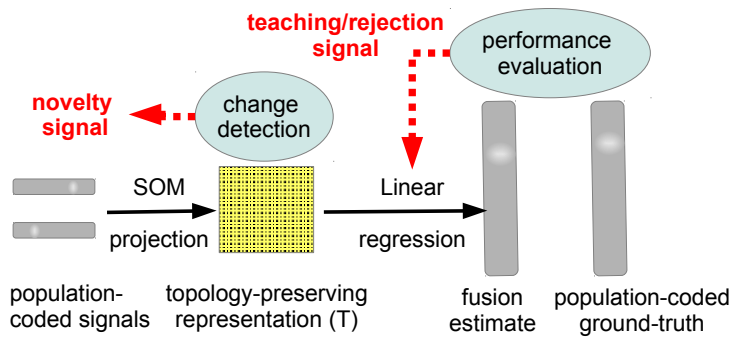 teaching/rejection
signal
performance
evaluation
novelty
signal
change
detection
SOM
projection
Linear
regression
population-
coded signals
topology-preserving
representation (T)
fusion
estimate
population-coded
ground-truth